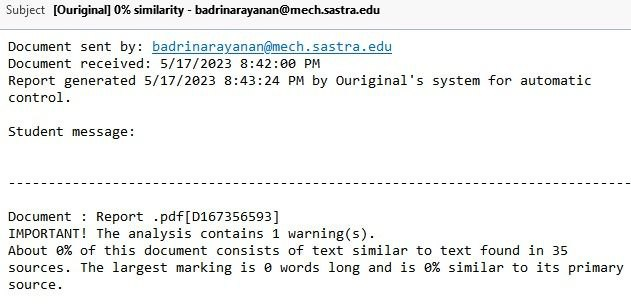 Subject [Ouriginal] 0% similarity - badrinarayanan@mech.sastra.edu
Document sent by: badrinarayanan@mech.sastra.edu
Document received: 5/17/2023 8:42:00 PM
Report generated 5/17/2023 8:43:24 PM by Ouriginal's system for automatic
control.
Student message:
-------------------------------------------------------------------------------
Document : Report .pdf[D167356593]
IMPORTANT! The analysis contains 1 warning(s).
About 0% of this document consists of text similar to text found in 35
sources. The largest marking is 0 words long and is 0% similar to its primary
source.